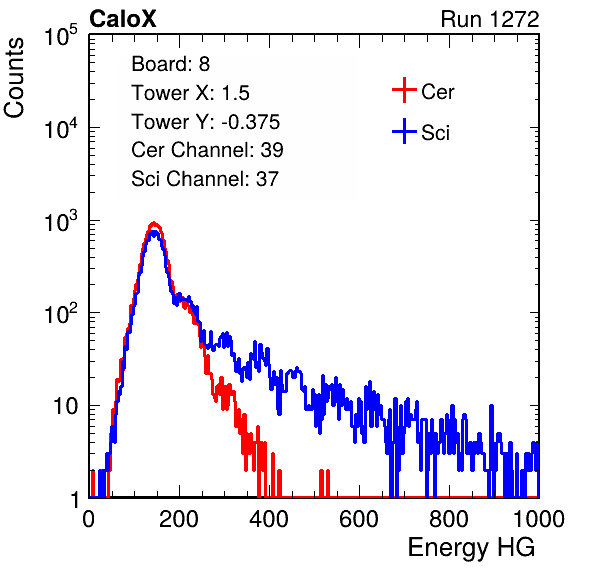 CaloX Run 1272
Counts
10^5
Board: 8
Tower X: 1.5
Tower Y: -0.375
Cer Channel: 39
Sci Channel: 37
Cer
Sci
10^4
10^3
10^2
10
1
0 200 400 600 800 1000
Energy HG